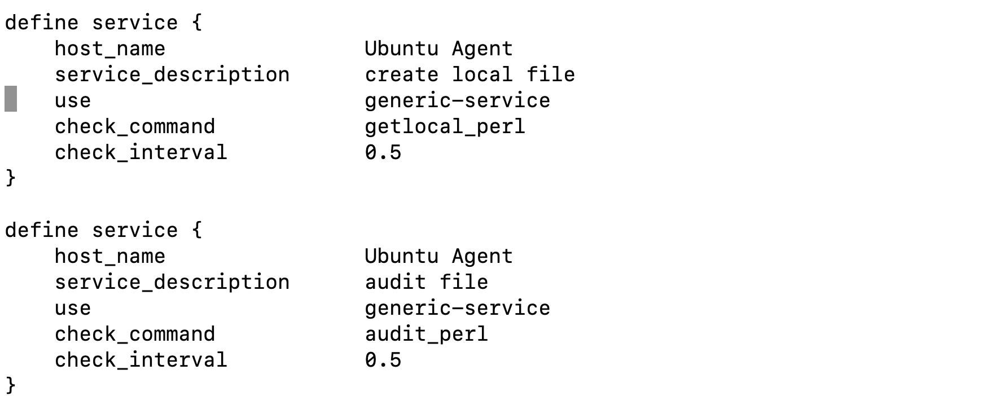 define service {
    host_name                Ubuntu Agent
    service_description      create local file
    use                      generic-service
    check_command            getlocal_perl
    check_interval           0.5
}

define service {
    host_name                Ubuntu Agent
    service_description      audit file
    use                      generic-service
    check_command            audit_perl
    check_interval           0.5
}